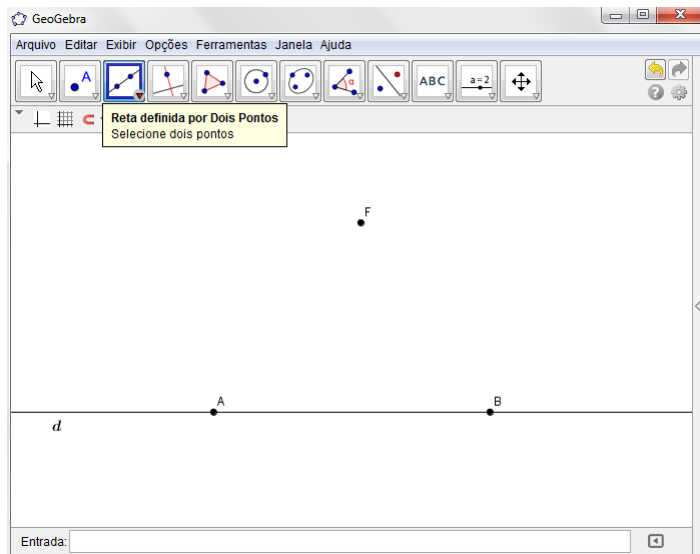 GeoGebra
Arquivo Editar Exibir Opções Ferramentas Janela Ajuda
A
α
ABC
a=2
Reta definida por Dois Pontos
Selecione dois pontos
F
A
B
d
Entrada: